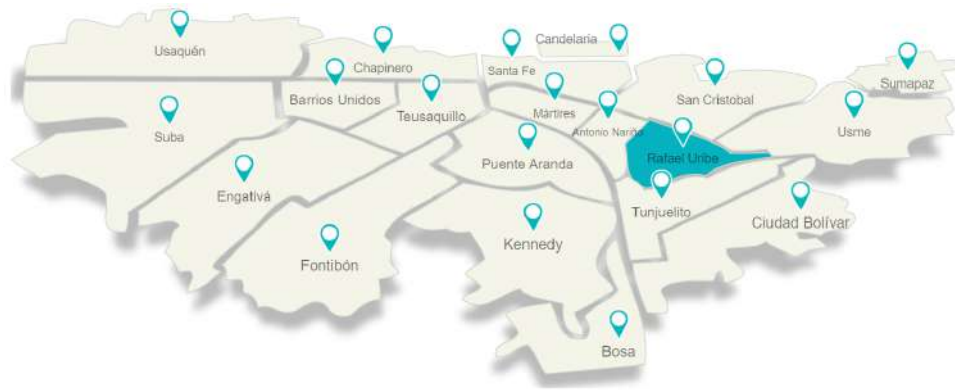 Usaquén
Candelaria
Chapinero
Santa Fe
Sumapaz
Barrios Unidos
San Cristobal
Teusaquillo
Mártires
Suba
Antonio Nariño
Usme
Puente Aranda
Rafael Uribe
Engativá
Tunjuelito
Ciudad Bolívar
Kennedy
Fontibón
Bosa